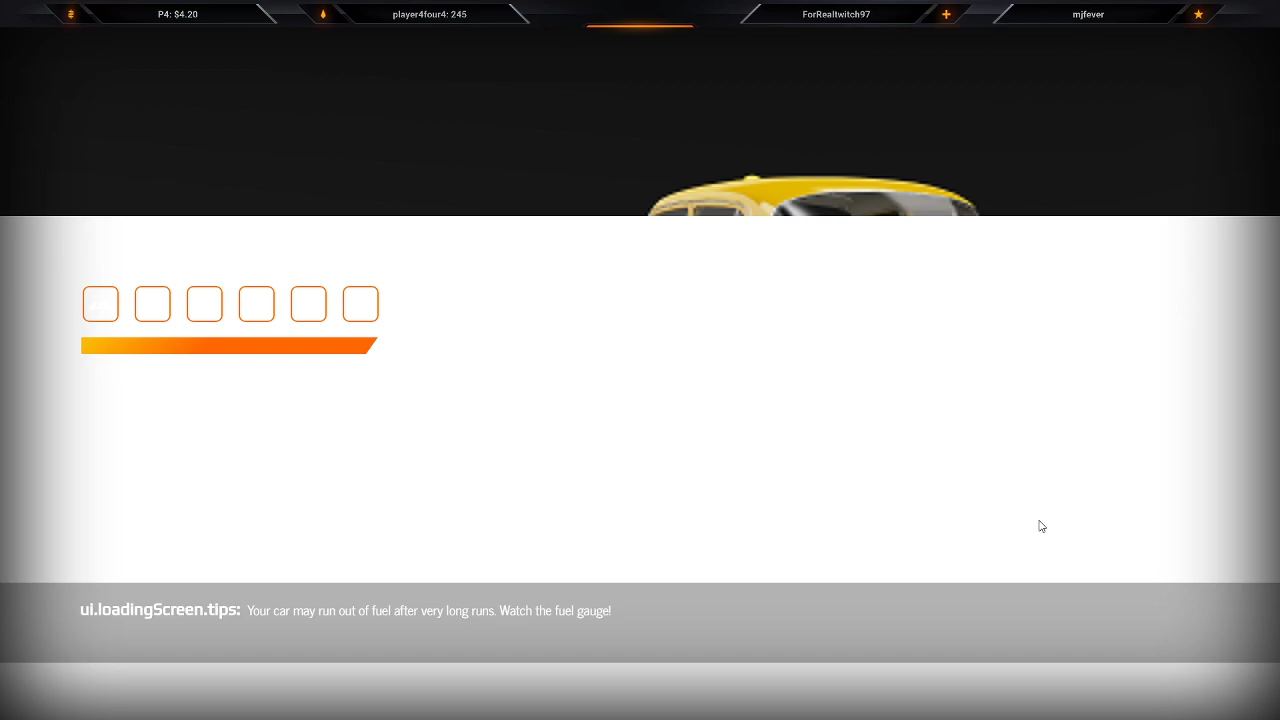 P4: $4.20
player4four4: 245
ForRealtwitch97
mjfever
ui.loadingScreen.tips: Your car may run out of fuel after very long runs. Watch the fuel gauge!